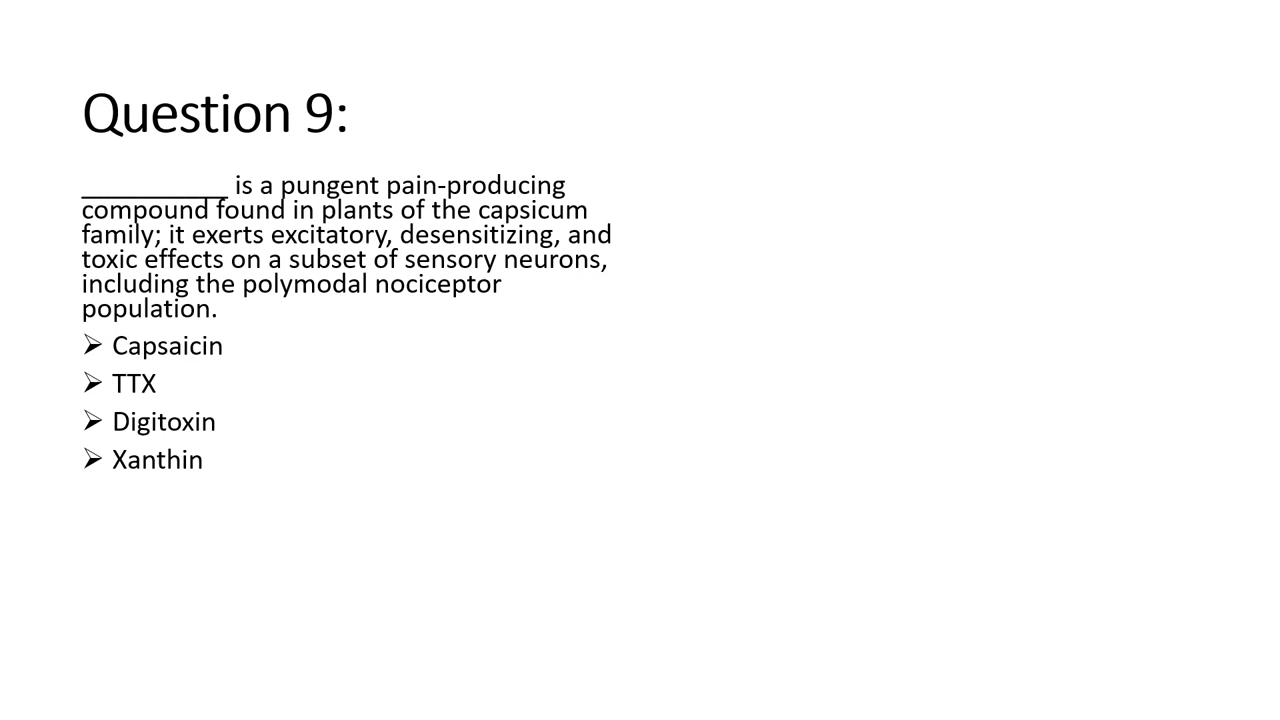 Question 9:
__________ is a pungent pain-producing
compound found in plants of the capsicum
family; it exerts excitatory, desensitizing, and
toxic effects on a subset of sensory neurons,
including the polymodal nociceptor
population.
➢ Capsaicin
➢ TTX
➢ Digitoxin
➢ Xanthin